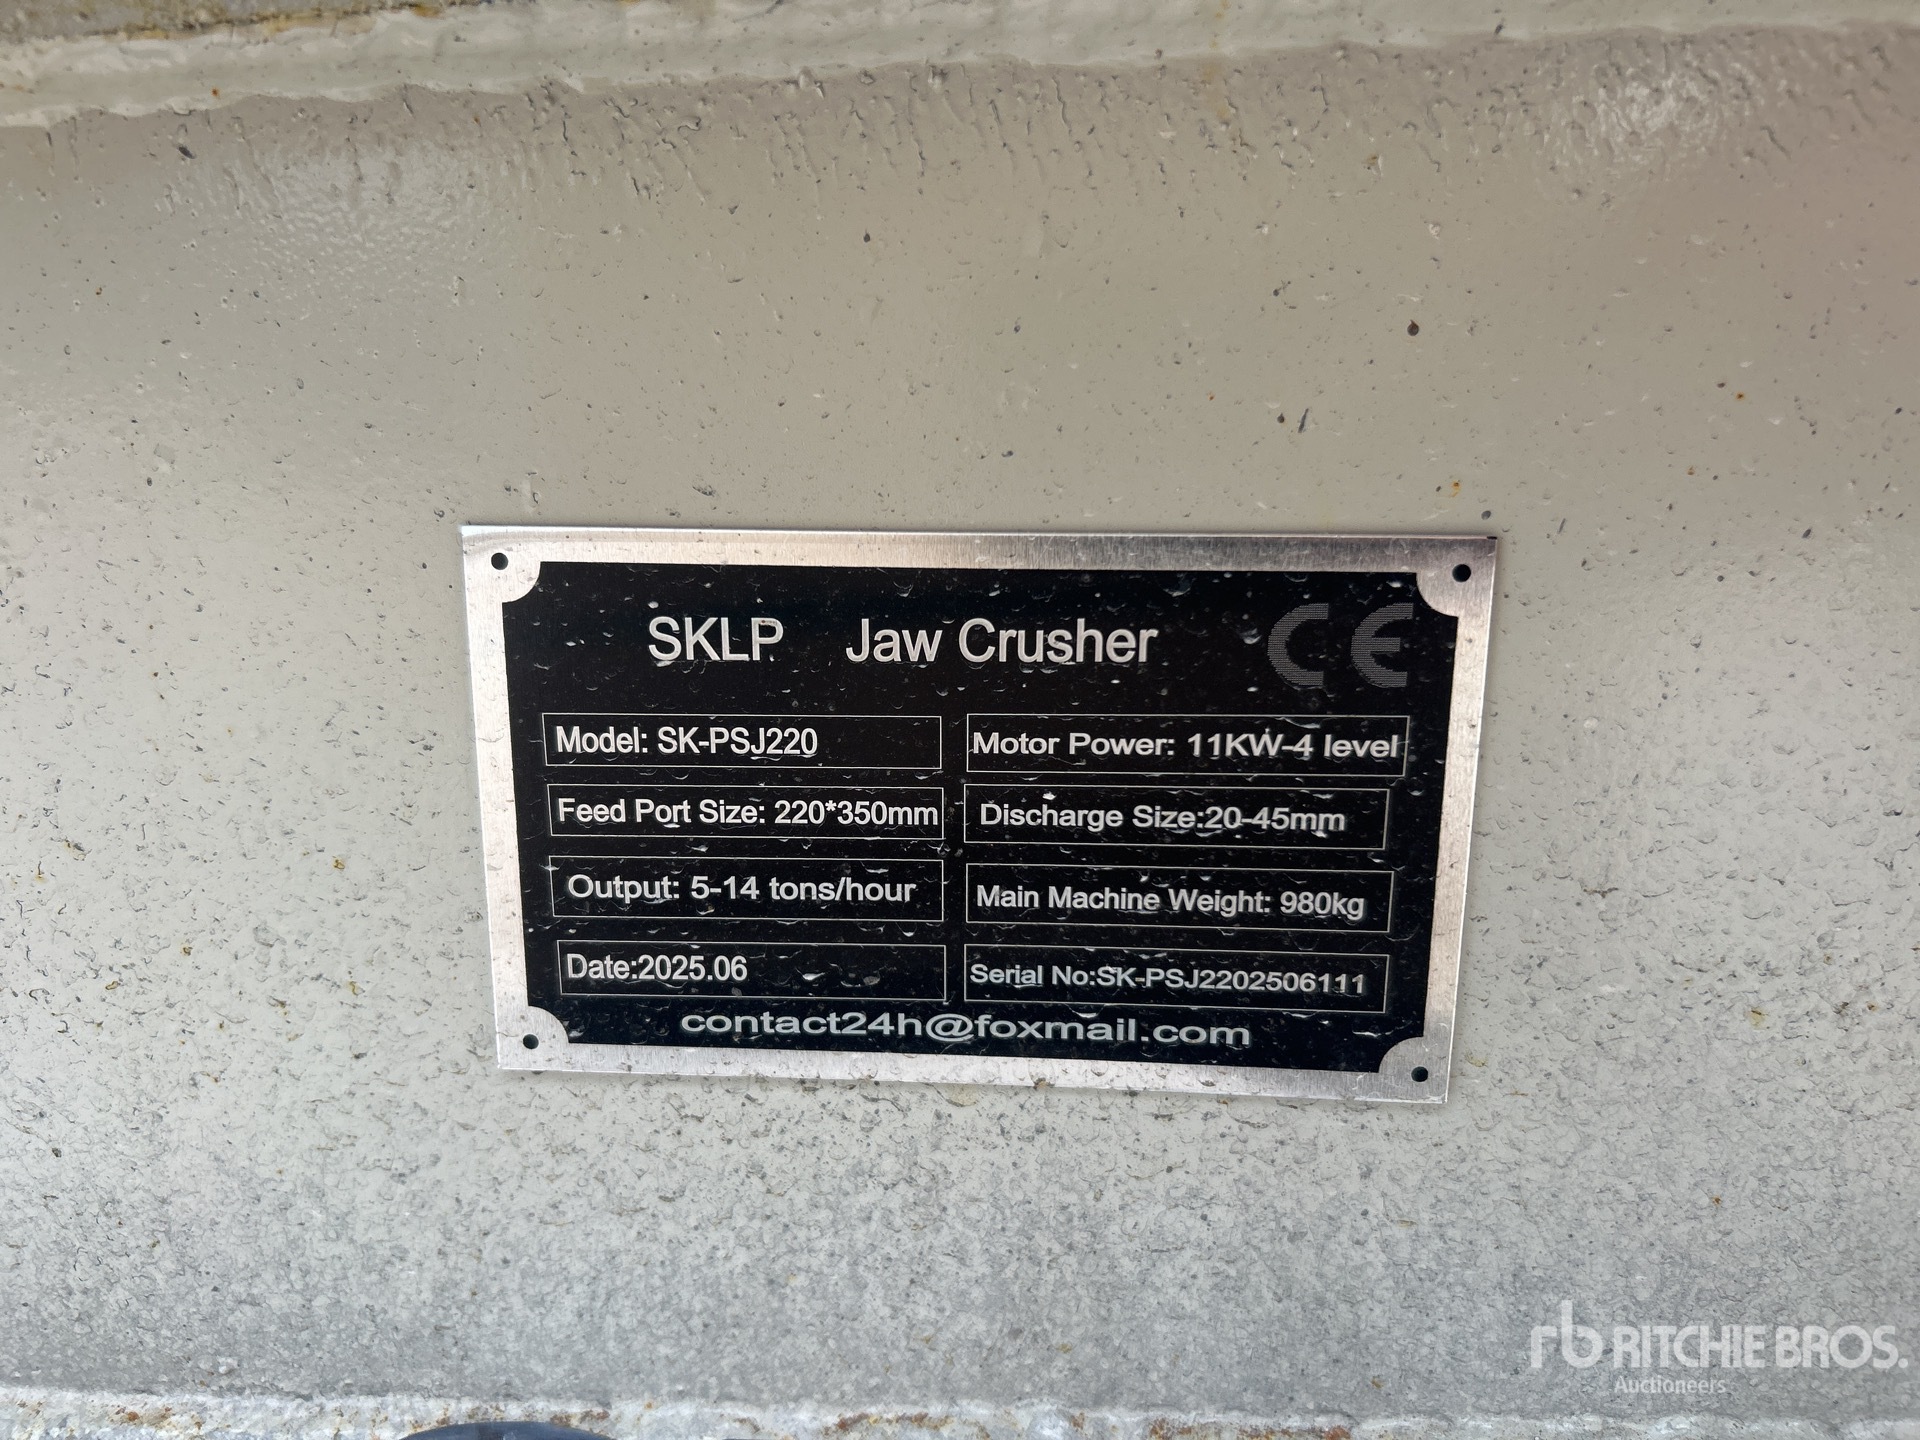 SKLP Jaw Crusher CE
Model: SK-PSJ220 Motor Power: 11KW-4 level
Feed Port Size: 220*350mm Discharge Size:20-45mm
Output: 5-14 tons/hour Main Machine Weight: 980kg
Date:2025.06 Serial No:SK-PSJ2202506111
contact24h@foxmail.com
rb RITCHIE BROS.
Auctioneers